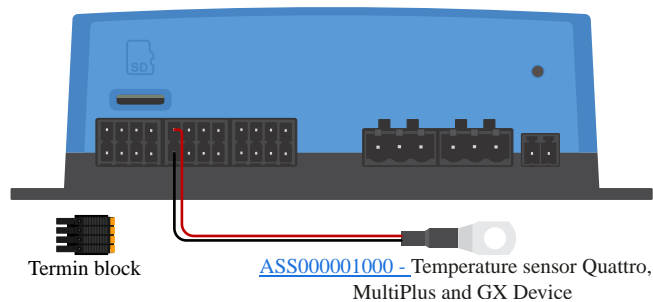 SD
Termin block
ASS000001000 - Temperature sensor Quattro,
MultiPlus and GX Device